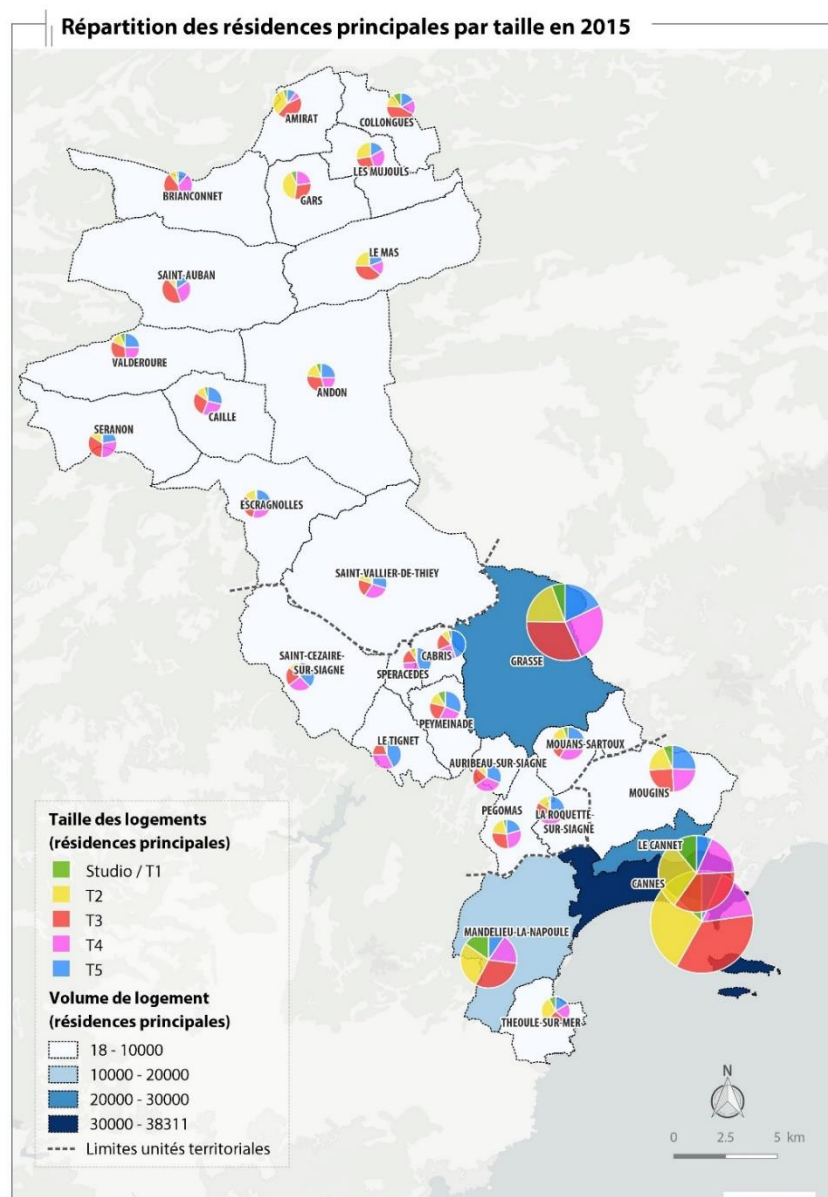 Répartition des résidences principales par taille en 2015
AMIRAT
COLLONGUES
LES MUJOULS
BRIANCONNET
GARS
LE MAS
SAINT-AUBAN
VALDEROURE
ANDON
CAILLE
SERANON
ESCRAGNOLLES
SAINT-VALLIER-DE-THIEY
GRASSE
SAINT-CEZAIRE-
SUR-SIAGNE
CABRIS
SPERACEDES
PEYMEINADE
LE TIGNET
MOUANS-SARTOUX
AURIBEAU-SUR-SIAGNE
MOUGINS
PEGOMAS
LA ROQUETTE-
SUR-SIAGNE
LE CANNET
CANNES
MANDELIEU-LA-NAPOULE
THEOULE-SUR-MER
Taille des logements
(résidences principales)
Studio / T1
T2
T3
T4
T5
Volume de logement
(résidences principales)
18 - 10000
10000 - 20000
20000 - 30000
30000 - 38311
Limites unités territoriales
N
0 2.5 5 km